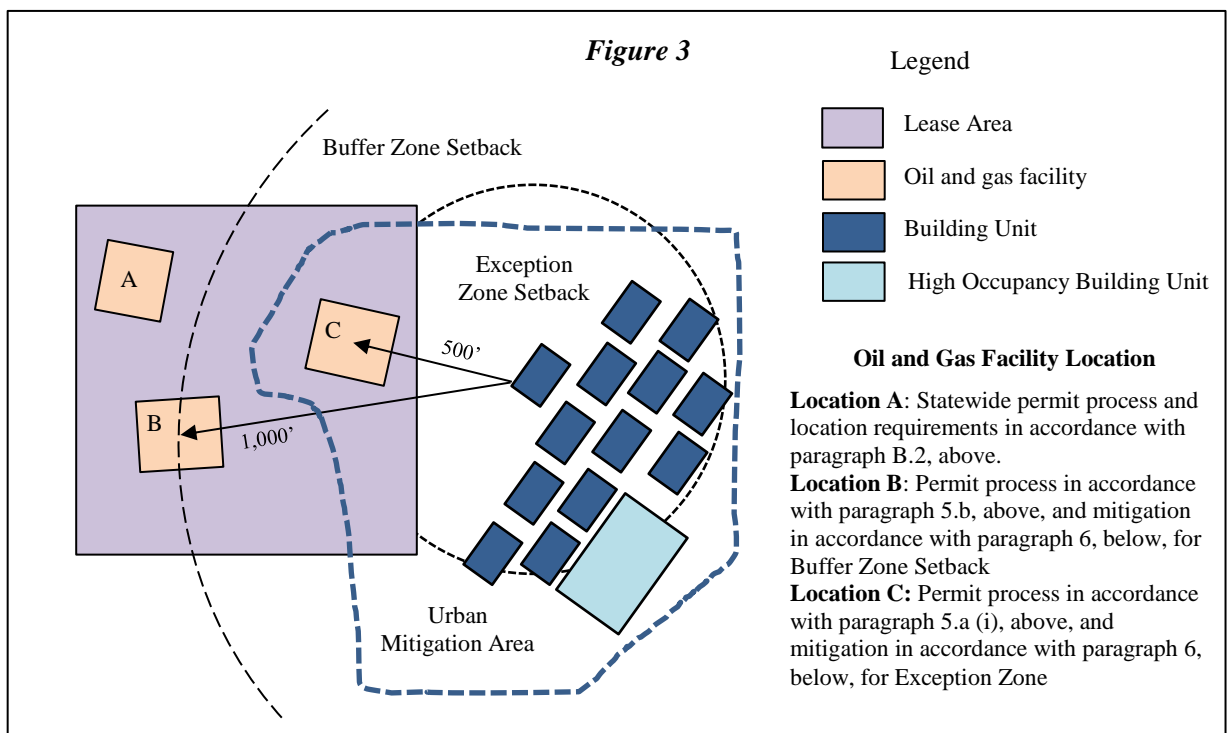 Figure 3
Buffer Zone Setback
Exception
Zone Setback
A
C
B
500’
1,000’
Urban
Mitigation Area
Legend
Lease Area
Oil and gas facility
Building Unit
High Occupancy Building Unit
Oil and Gas Facility Location
Location A: Statewide permit process and
location requirements in accordance with
paragraph B.2, above.
Location B: Permit process in accordance
with paragraph 5.b, above, and mitigation
in accordance with paragraph 6, below, for
Buffer Zone Setback
Location C: Permit process in accordance
with paragraph 5.a (i), above, and
mitigation in accordance with paragraph 6,
below, for Exception Zone